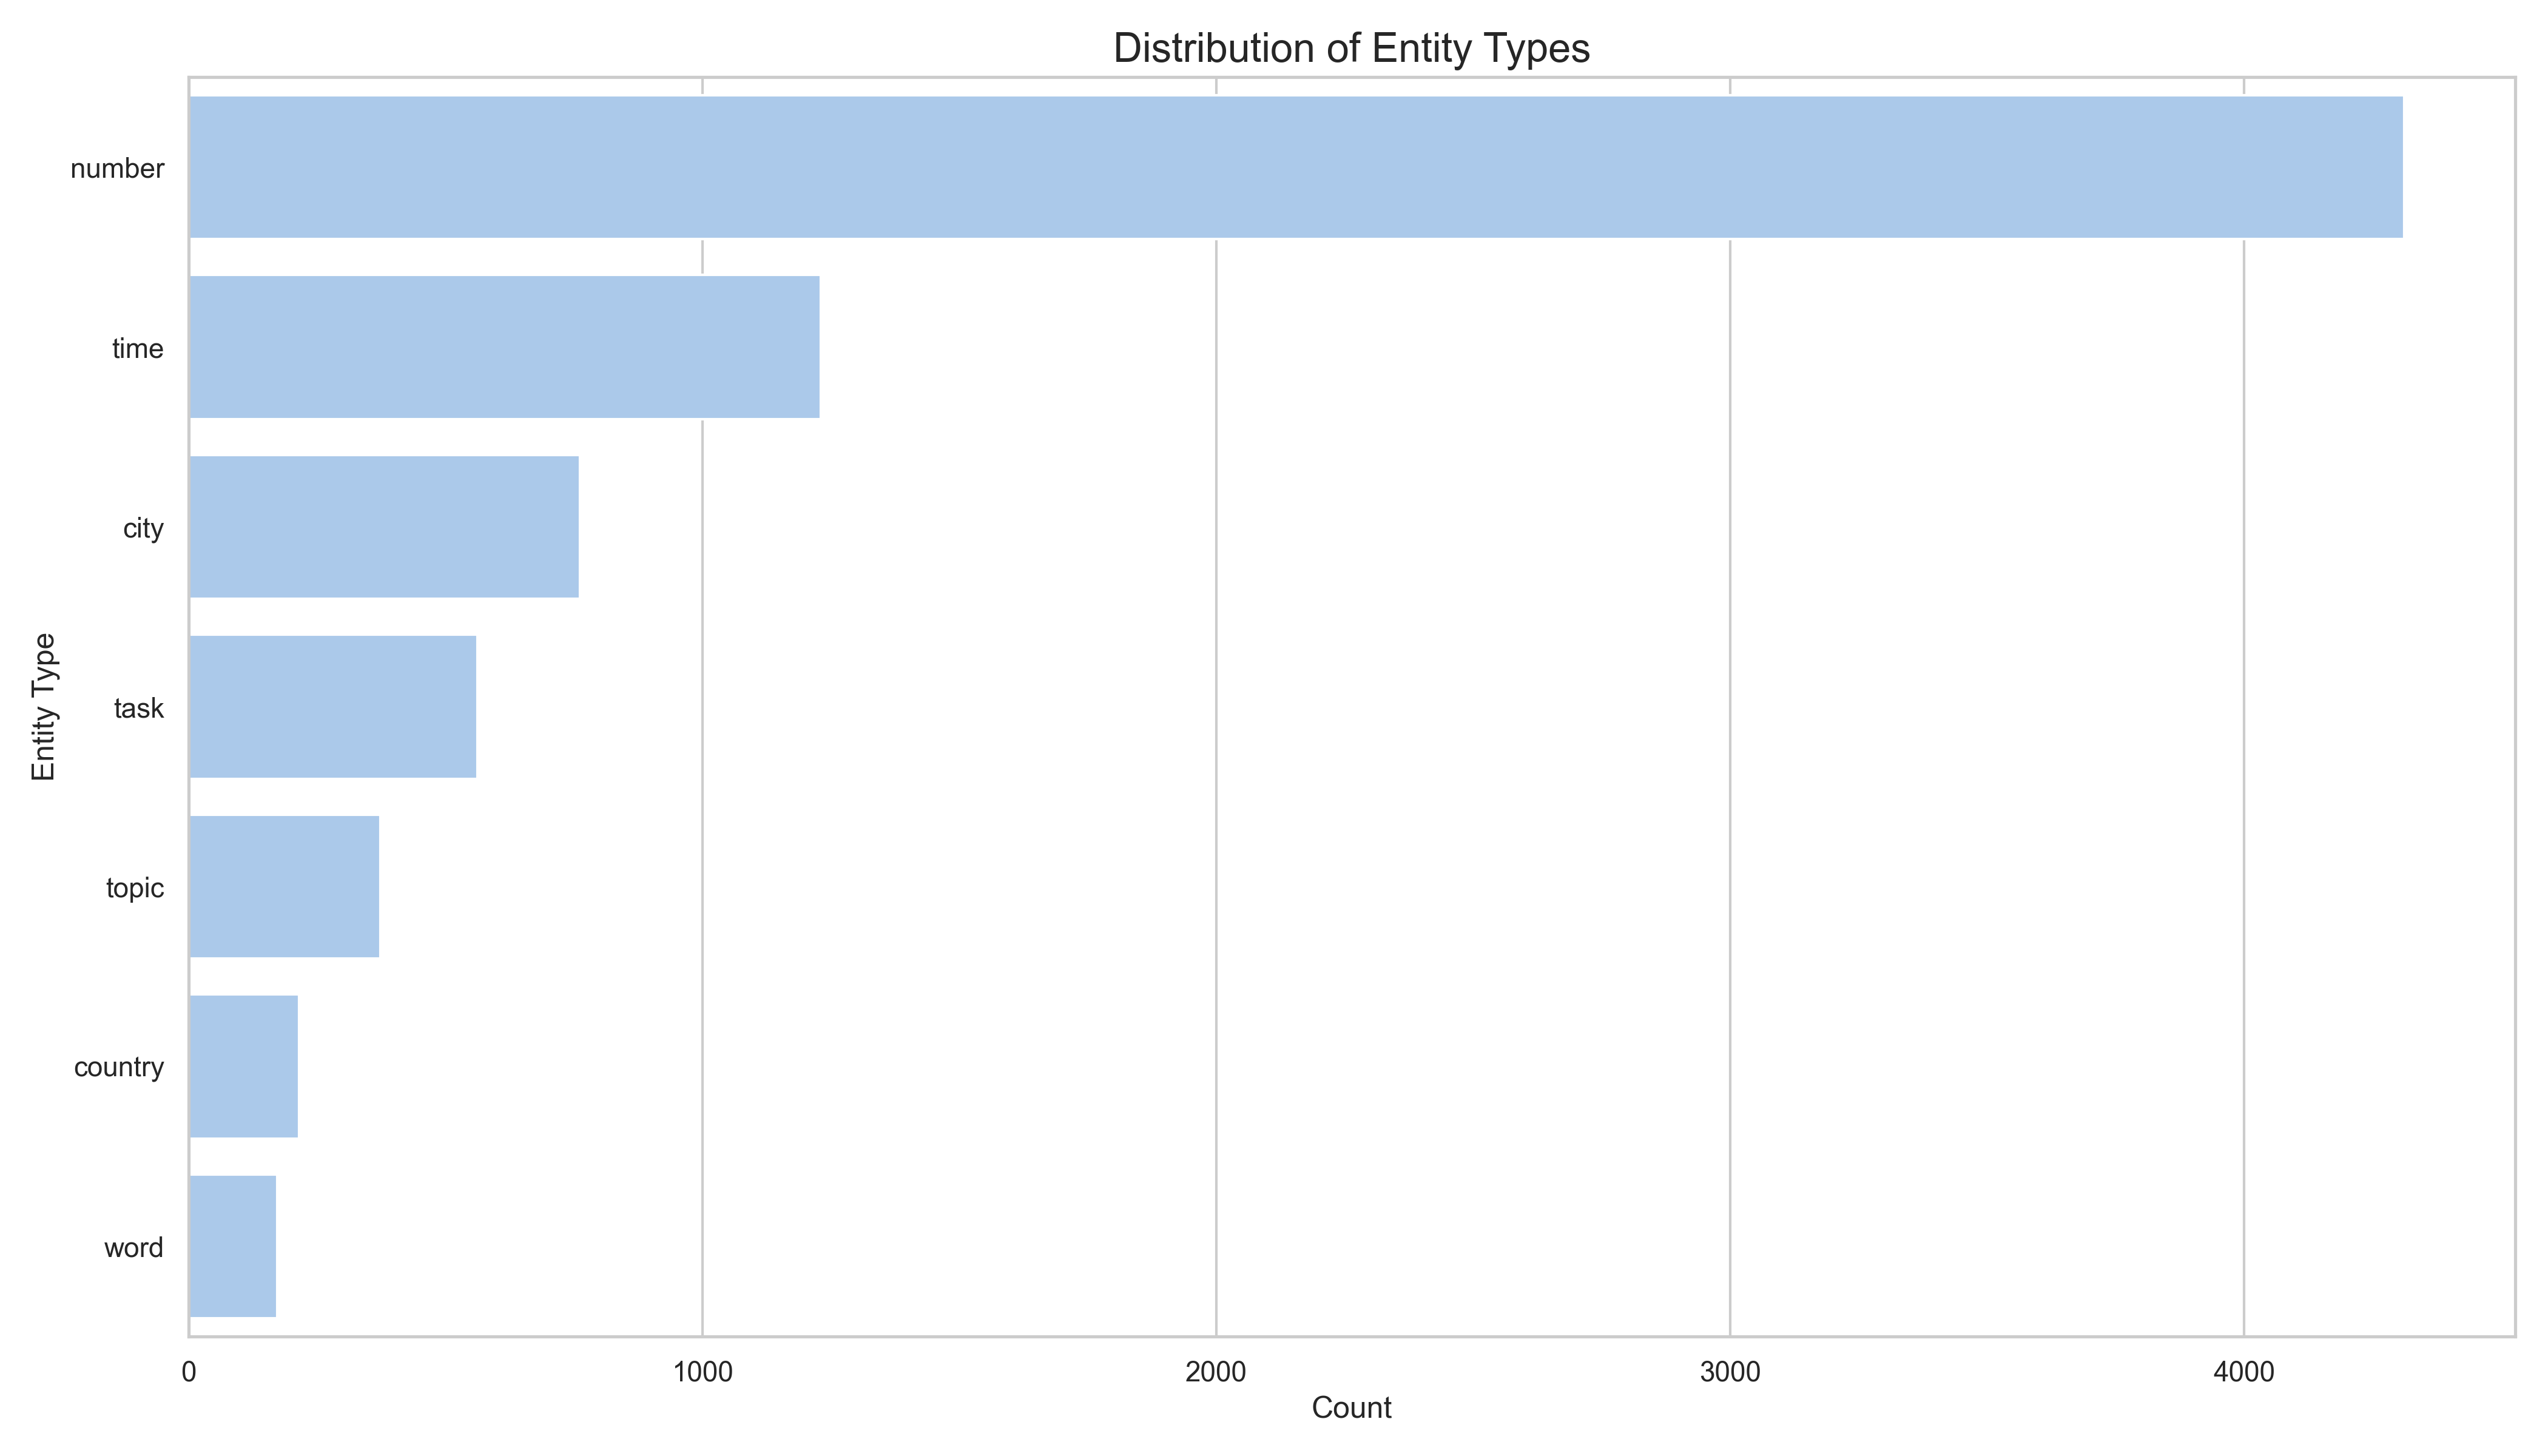 Distribution of Entity Types
number
time
city
task
topic
country
word
Entity Type
0 1000 2000 3000 4000
Count